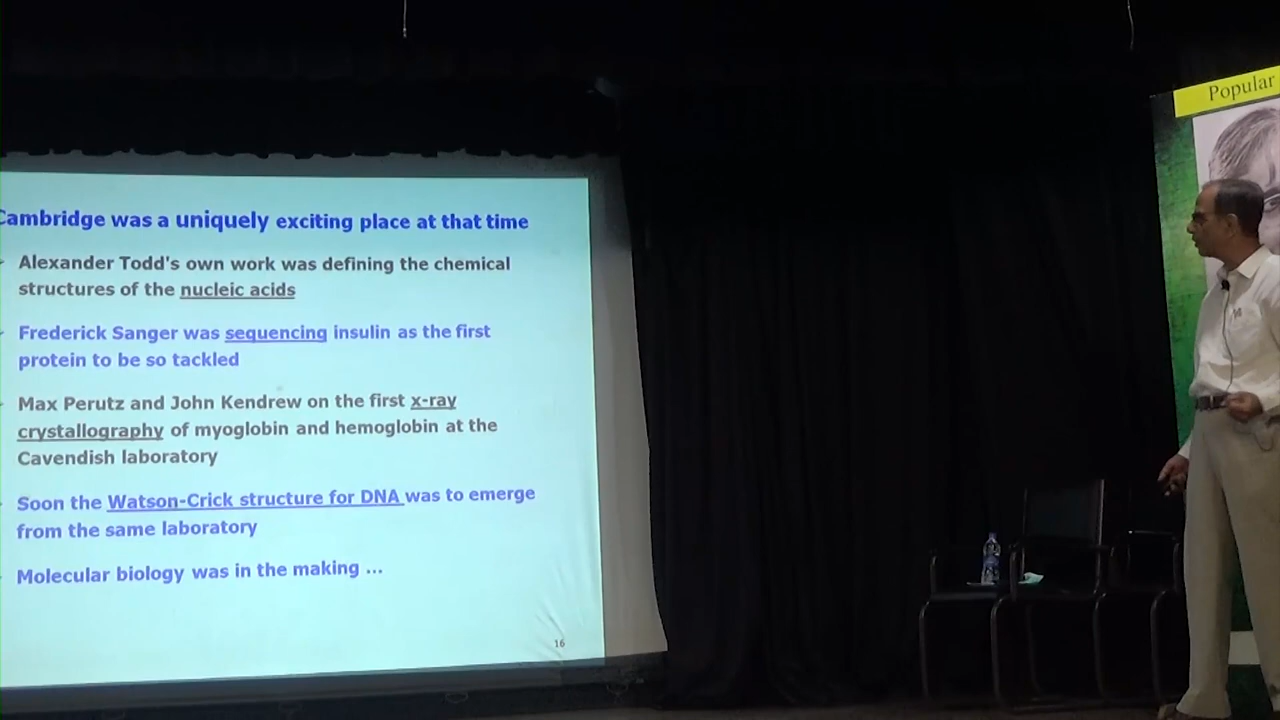 Cambridge was a uniquely exciting place at that time
Alexander Todd's own work was defining the chemical
structures of the nucleic acids
Frederick Sanger was sequencing insulin as the first
protein to be so tackled
Max Perutz and John Kendrew on the first x-ray
crystallography of myoglobin and hemoglobin at the
Cavendish laboratory
Soon the Watson-Crick structure for DNA was to emerge
from the same laboratory
Molecular biology was in the making ...
16
Popular